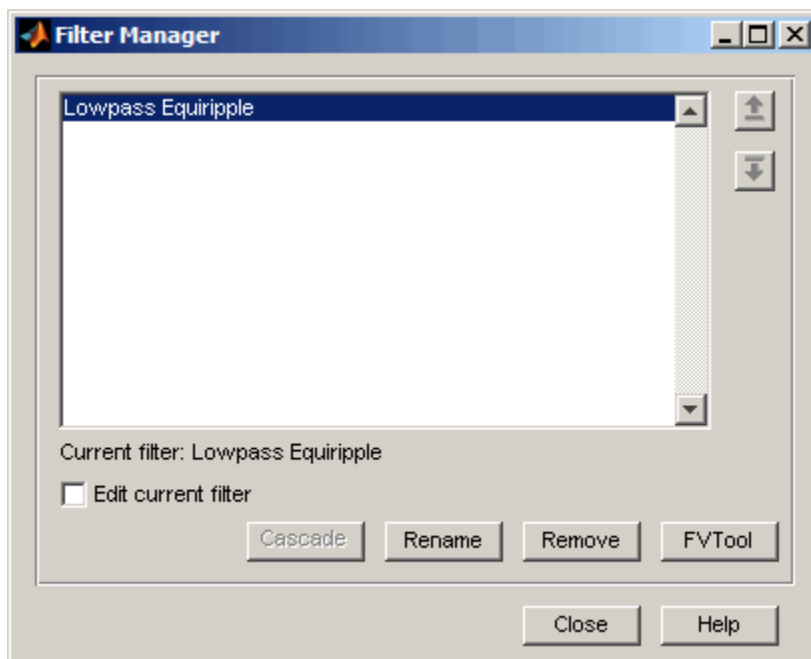 Filter Manager
Lowpass Equiripple
Current filter: Lowpass Equiripple
Edit current filter
Cascade Rename Remove FVTool
Close Help